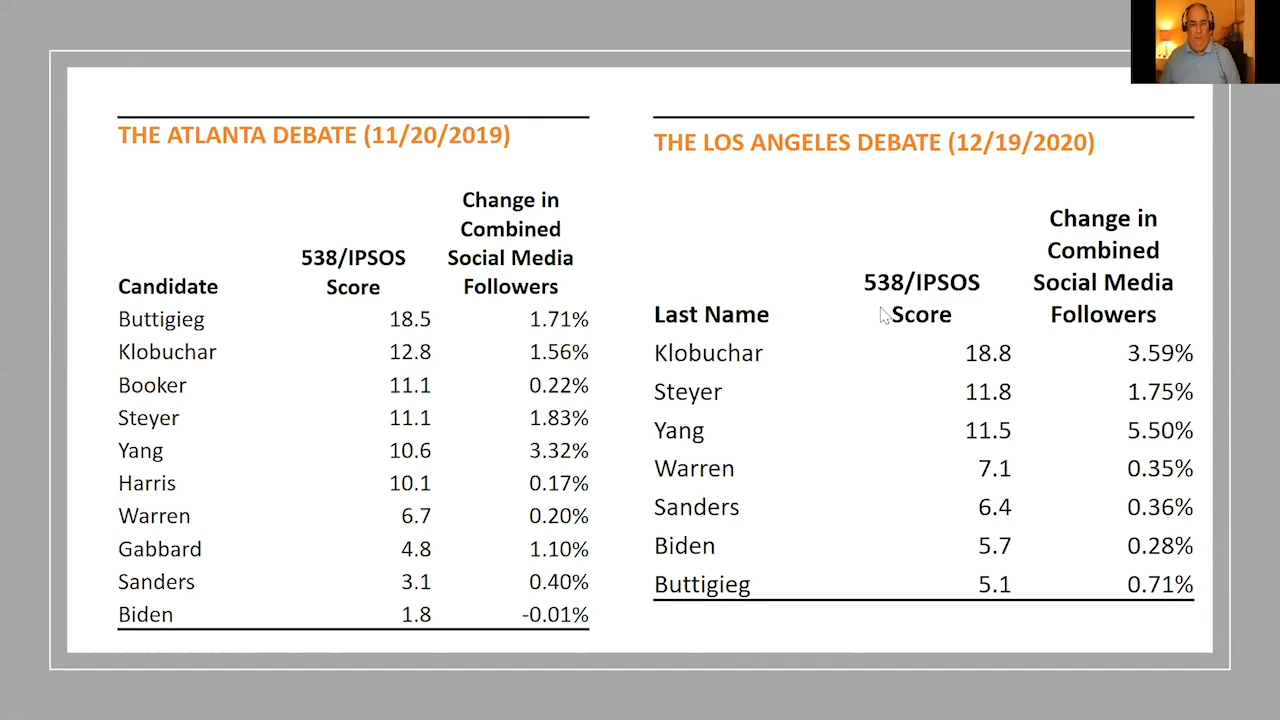 THE ATLANTA DEBATE (11/20/2019)
Change in
Combined
538/IPSOS Social Media
Candidate Score Followers
Buttigieg 18.5 1.71%
Klobuchar 12.8 1.56%
Booker 11.1 0.22%
Steyer 11.1 1.83%
Yang 10.6 3.32%
Harris 10.1 0.17%
Warren 6.7 0.20%
Gabbard 4.8 1.10%
Sanders 3.1 0.40%
Biden 1.8 -0.01%
THE LOS ANGELES DEBATE (12/19/2020)
Change in
Combined
538/IPSOS Social Media
Last Name Score Followers
Klobuchar 18.8 3.59%
Steyer 11.8 1.75%
Yang 11.5 5.50%
Warren 7.1 0.35%
Sanders 6.4 0.36%
Biden 5.7 0.28%
Buttigieg 5.1 0.71%